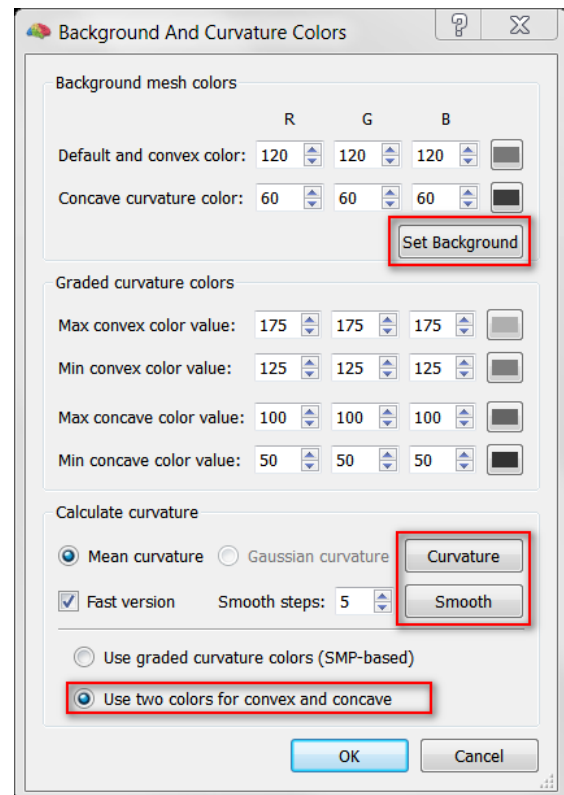 Background And Curvature Colors
Background mesh colors
R G B
Default and convex color: 120 120 120
Concave curvature color: 60 60 60
Set Background
Graded curvature colors
Max convex color value: 175 175 175
Min convex color value: 125 125 125
Max concave color value: 100 100 100
Min concave color value: 50 50 50
Calculate curvature
Mean curvature Gaussian curvature Curvature
Fast version Smooth steps: 5 Smooth
Use graded curvature colors (SMP-based)
Use two colors for convex and concave
OK Cancel